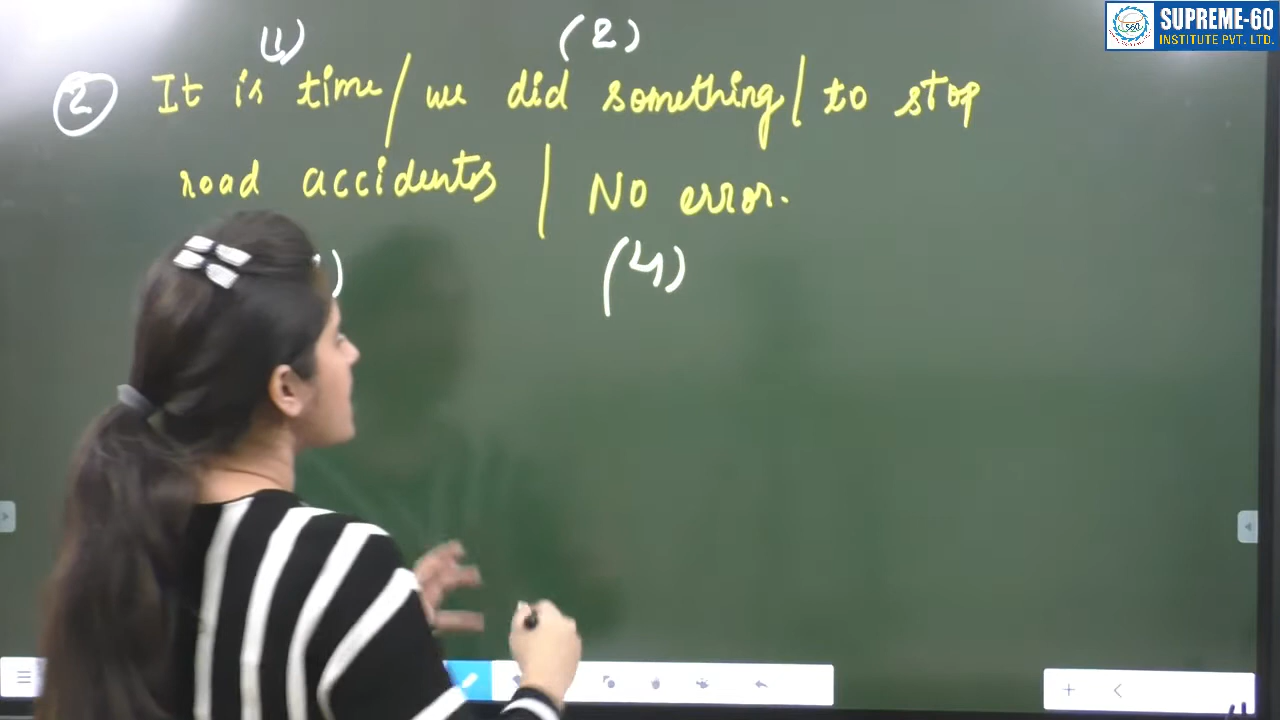 SUPREME-60
INSTITUTE PVT. LTD.
S60
(1) (2)
(2) It is time / we did something / to stop
road accidents / No error.
) (4)